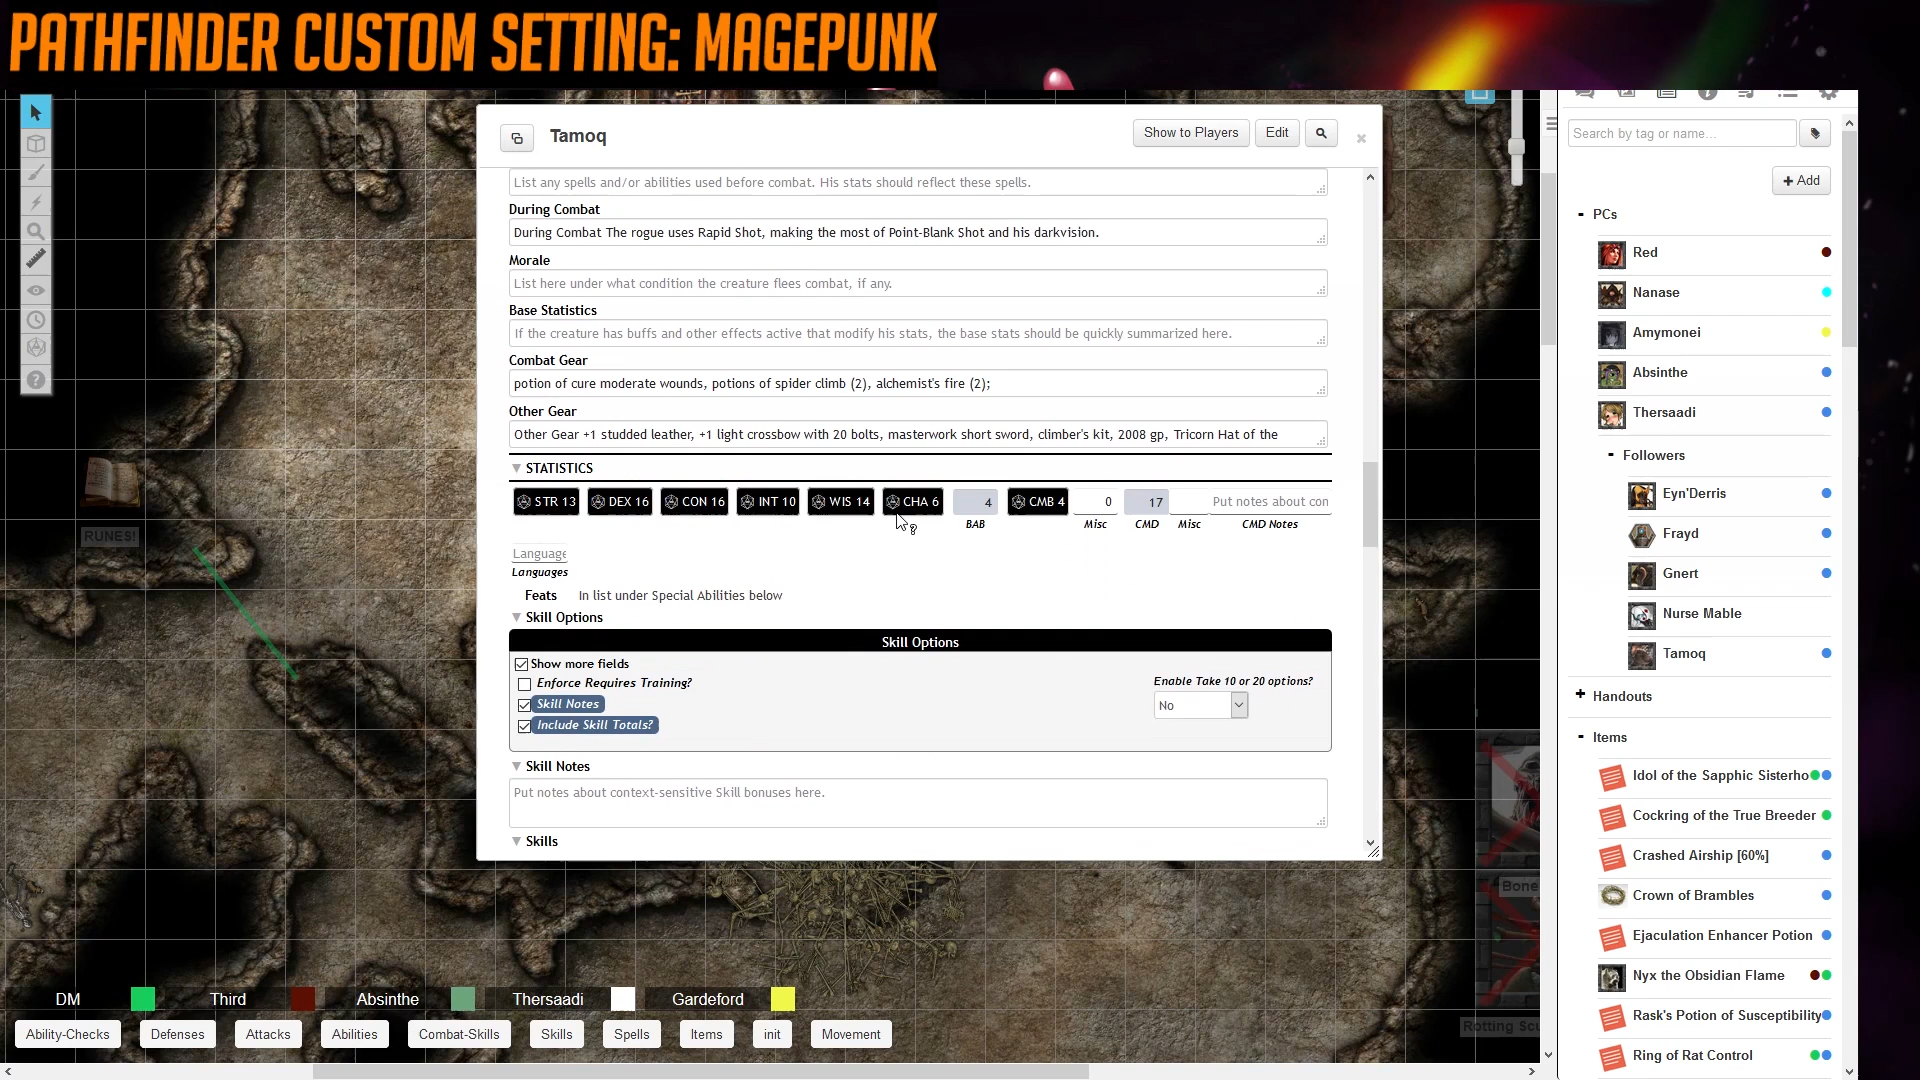 PATHFINDER CUSTOM SETTING: MAGEPUNK
Tamoq
Show to Players
Edit
List any spells and/or abilities used before combat. His stats should reflect these spells.
During Combat
During Combat The rogue uses Rapid Shot, making the most of Point-Blank Shot and his darkvision.
Morale
List here under what condition the creature flees combat, if any.
Base Statistics
If the creature has buffs and other effects active that modify his stats, the base stats should be quickly summarized here.
Combat Gear
potion of cure moderate wounds, potions of spider climb (2), alchemist's fire (2);
Other Gear
Other Gear +1 studded leather, +1 light crossbow with 20 bolts, masterwork short sword, climber's kit, 2008 gp, Tricorn Hat of the
STATISTICS
STR 13 DEX 16 CON 16 INT 10 WIS 14 CHA 6 4 CMB 4 0 17 Put notes about con
BAB Misc CMD Misc CMD Notes
Language
Languages
Feats In list under Special Abilities below
Skill Options
Skill Options
Show more fields
Enforce Requires Training?
Skill Notes
Include Skill Totals?
Enable Take 10 or 20 options?
No
Skill Notes
Put notes about context-sensitive Skill bonuses here.
Skills
RUNES!
Bone
Rotting Scu
DM Third Absinthe Thersaadi Gardeford
Ability-Checks Defenses Attacks Abilities Combat-Skills Skills Spells Items init Movement
Search by tag or name...
+ Add
- PCs
Red
Nanase
Amymonei
Absinthe
Thersaadi
- Followers
Eyn'Derris
Frayd
Gnert
Nurse Mable
Tamoq
+ Handouts
- Items
Idol of the Sapphic Sisterho
Cockring of the True Breeder
Crashed Airship [60%]
Crown of Brambles
Ejaculation Enhancer Potion
Nyx the Obsidian Flame
Rask's Potion of Susceptibility
Ring of Rat Control